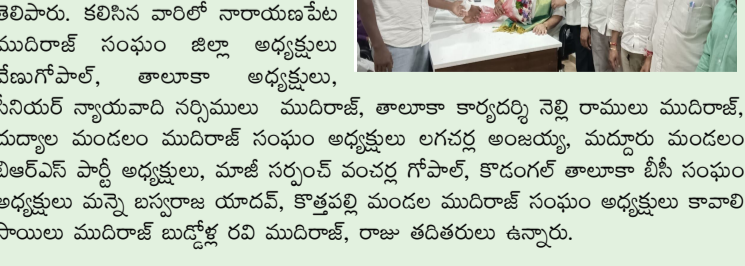 తెలిపారు. కలిసిన వారిలో నారాయణపేట
ముదిరాజ్ సంఘం జిల్లా అధ్యక్షులు
వేణుగోపాల్, తాలూకా అధ్యక్షులు,
సీనియర్ న్యాయవాది నర్సిములు ముదిరాజ్, తాలూకా కార్యదర్శి నెల్లి రాములు ముదిరాజ్,
దుద్యాల మండలం ముదిరాజ్ సంఘం అధ్యక్షులు లగచర్ల అంజయ్య, మద్దూరు మండలం
బిఆర్ఎస్ పార్టీ అధ్యక్షులు, మాజీ సర్పంచ్ వంచర్ల గోపాల్, కొడంగల్ తాలూకా బీసీ సంఘం
అధ్యక్షులు మన్నె బస్వరాజ యాదవ్, కొత్తపల్లి మండల ముదిరాజ్ సంఘం అధ్యక్షులు కావాలి
సాయిలు ముదిరాజ్ బుడ్డోళ్ల రవి ముదిరాజ్, రాజు తదితరులు ఉన్నారు.